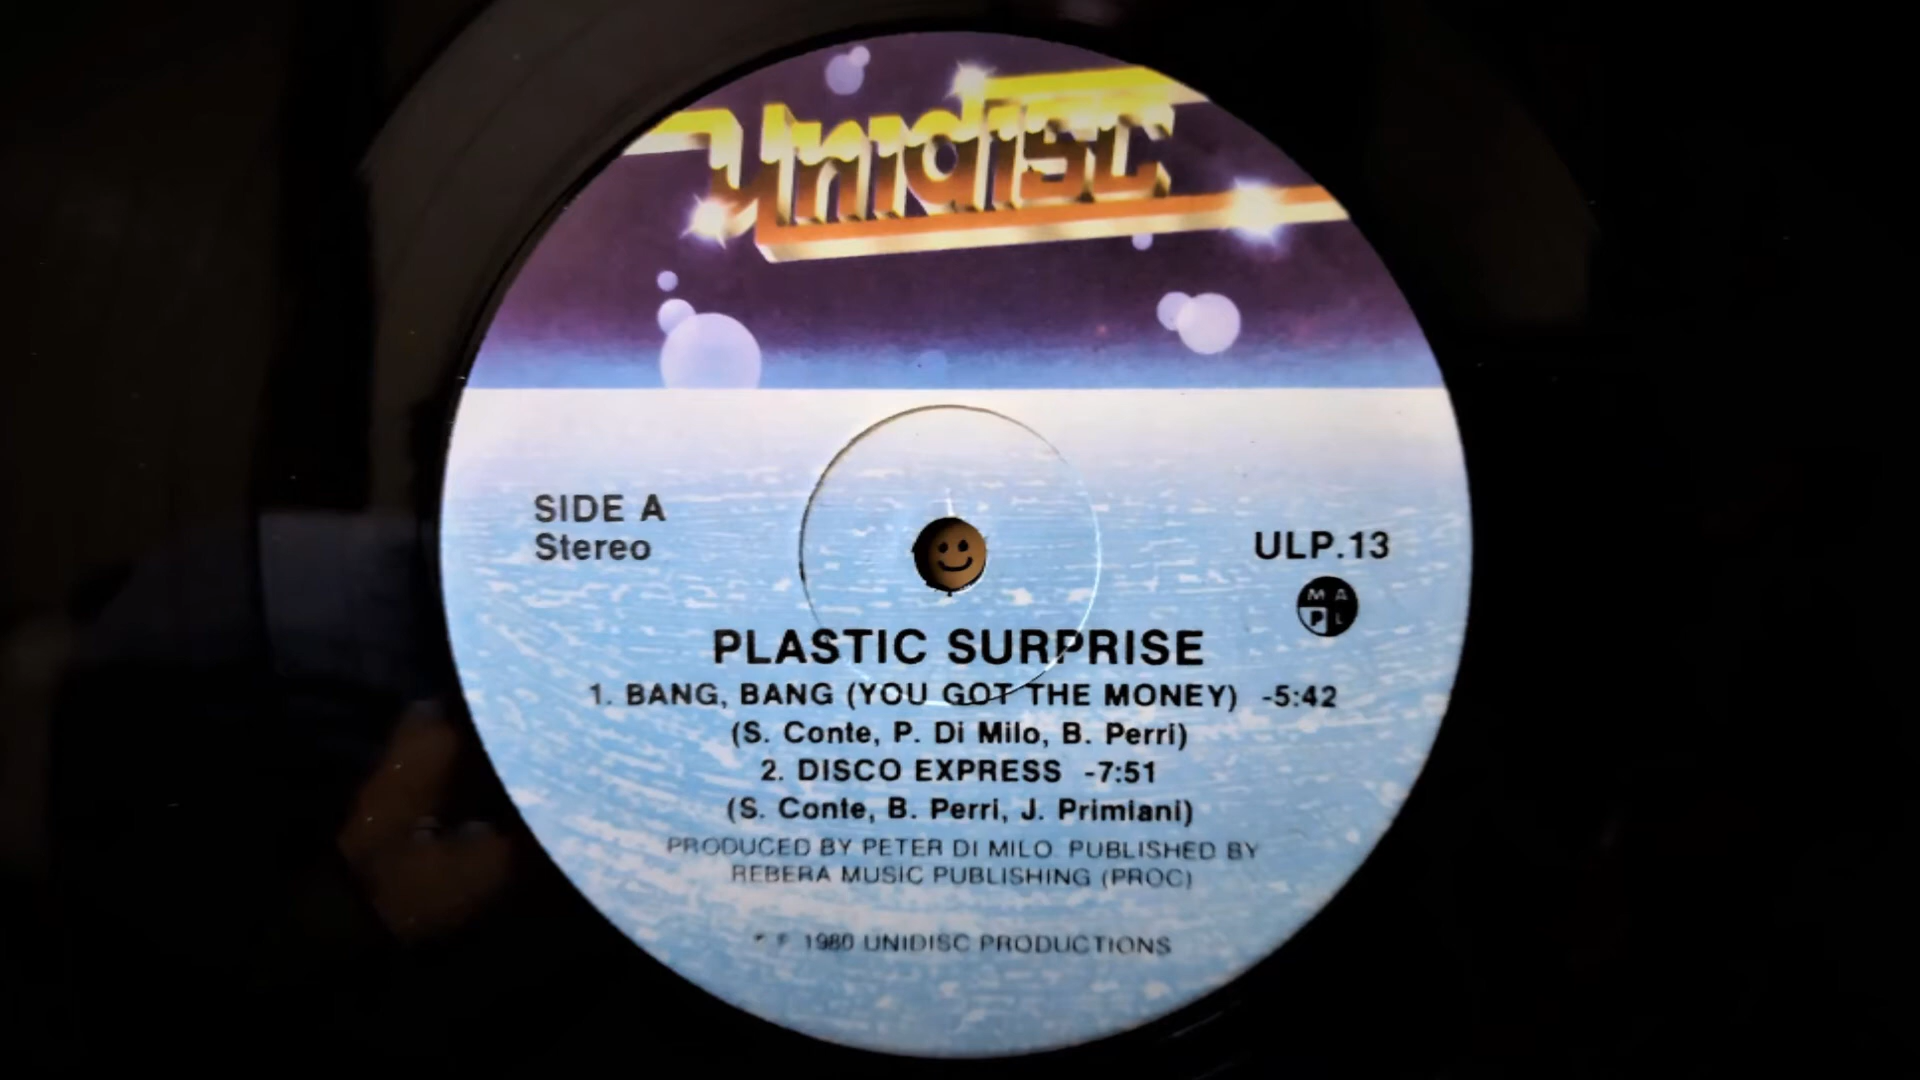 Unidisc
SIDE A
Stereo
ULP.13
M A
P L
PLASTIC SURPRISE
1. BANG, BANG (YOU GOT THE MONEY) -5:42
(S. Conte, P. Di Milo, B. Perri)
2. DISCO EXPRESS -7:51
(S. Conte, B. Perri, J. Primiani)
PRODUCED BY PETER DI MILO PUBLISHED BY
REBERA MUSIC PUBLISHING (PROC)
1980 UNIDISC PRODUCTIONS